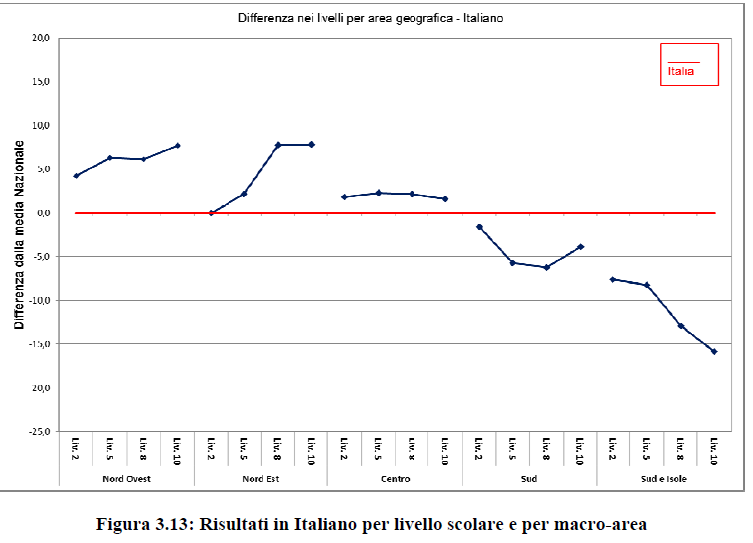 Differenza nei livelli per area geografica - Italiano
Italia
Differenza dalla media Nazionale
20,0
15,0
10,0
5,0
0,0
-5,0
-10,0
-15,0
20,0
-25,0
Liv. 2 Liv. 5 Liv. 8 Liv. 10 Liv. 2 Liv. 5 Liv. 8 Liv. 10 Liv. 2 Liv. 5 Liv. 8 Liv. 10 Liv. 2 Liv. 5 Liv. 8 Liv. 10 Liv. 2 Liv. 5 Liv. 8 Liv. 10
Nord Ovest Nord Est Centro Sud Sud e Isole
Figura 3.13: Risultati in Italiano per livello scolare e per macro-area